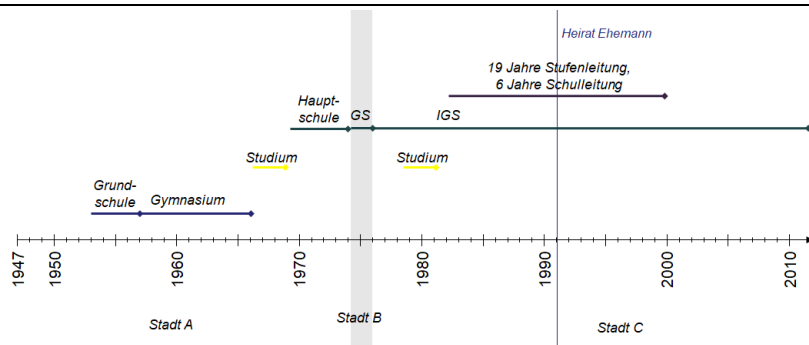 Heirat Ehemann
19 Jahre Stufenleitung,
6 Jahre Schulleitung
Haupt-
schule
GS
IGS
Studium
Studium
Grund-
schule
Gymnasium
1947
1950
1960
1970
1980
1990
2000
2010
Stadt A
Stadt B
Stadt C